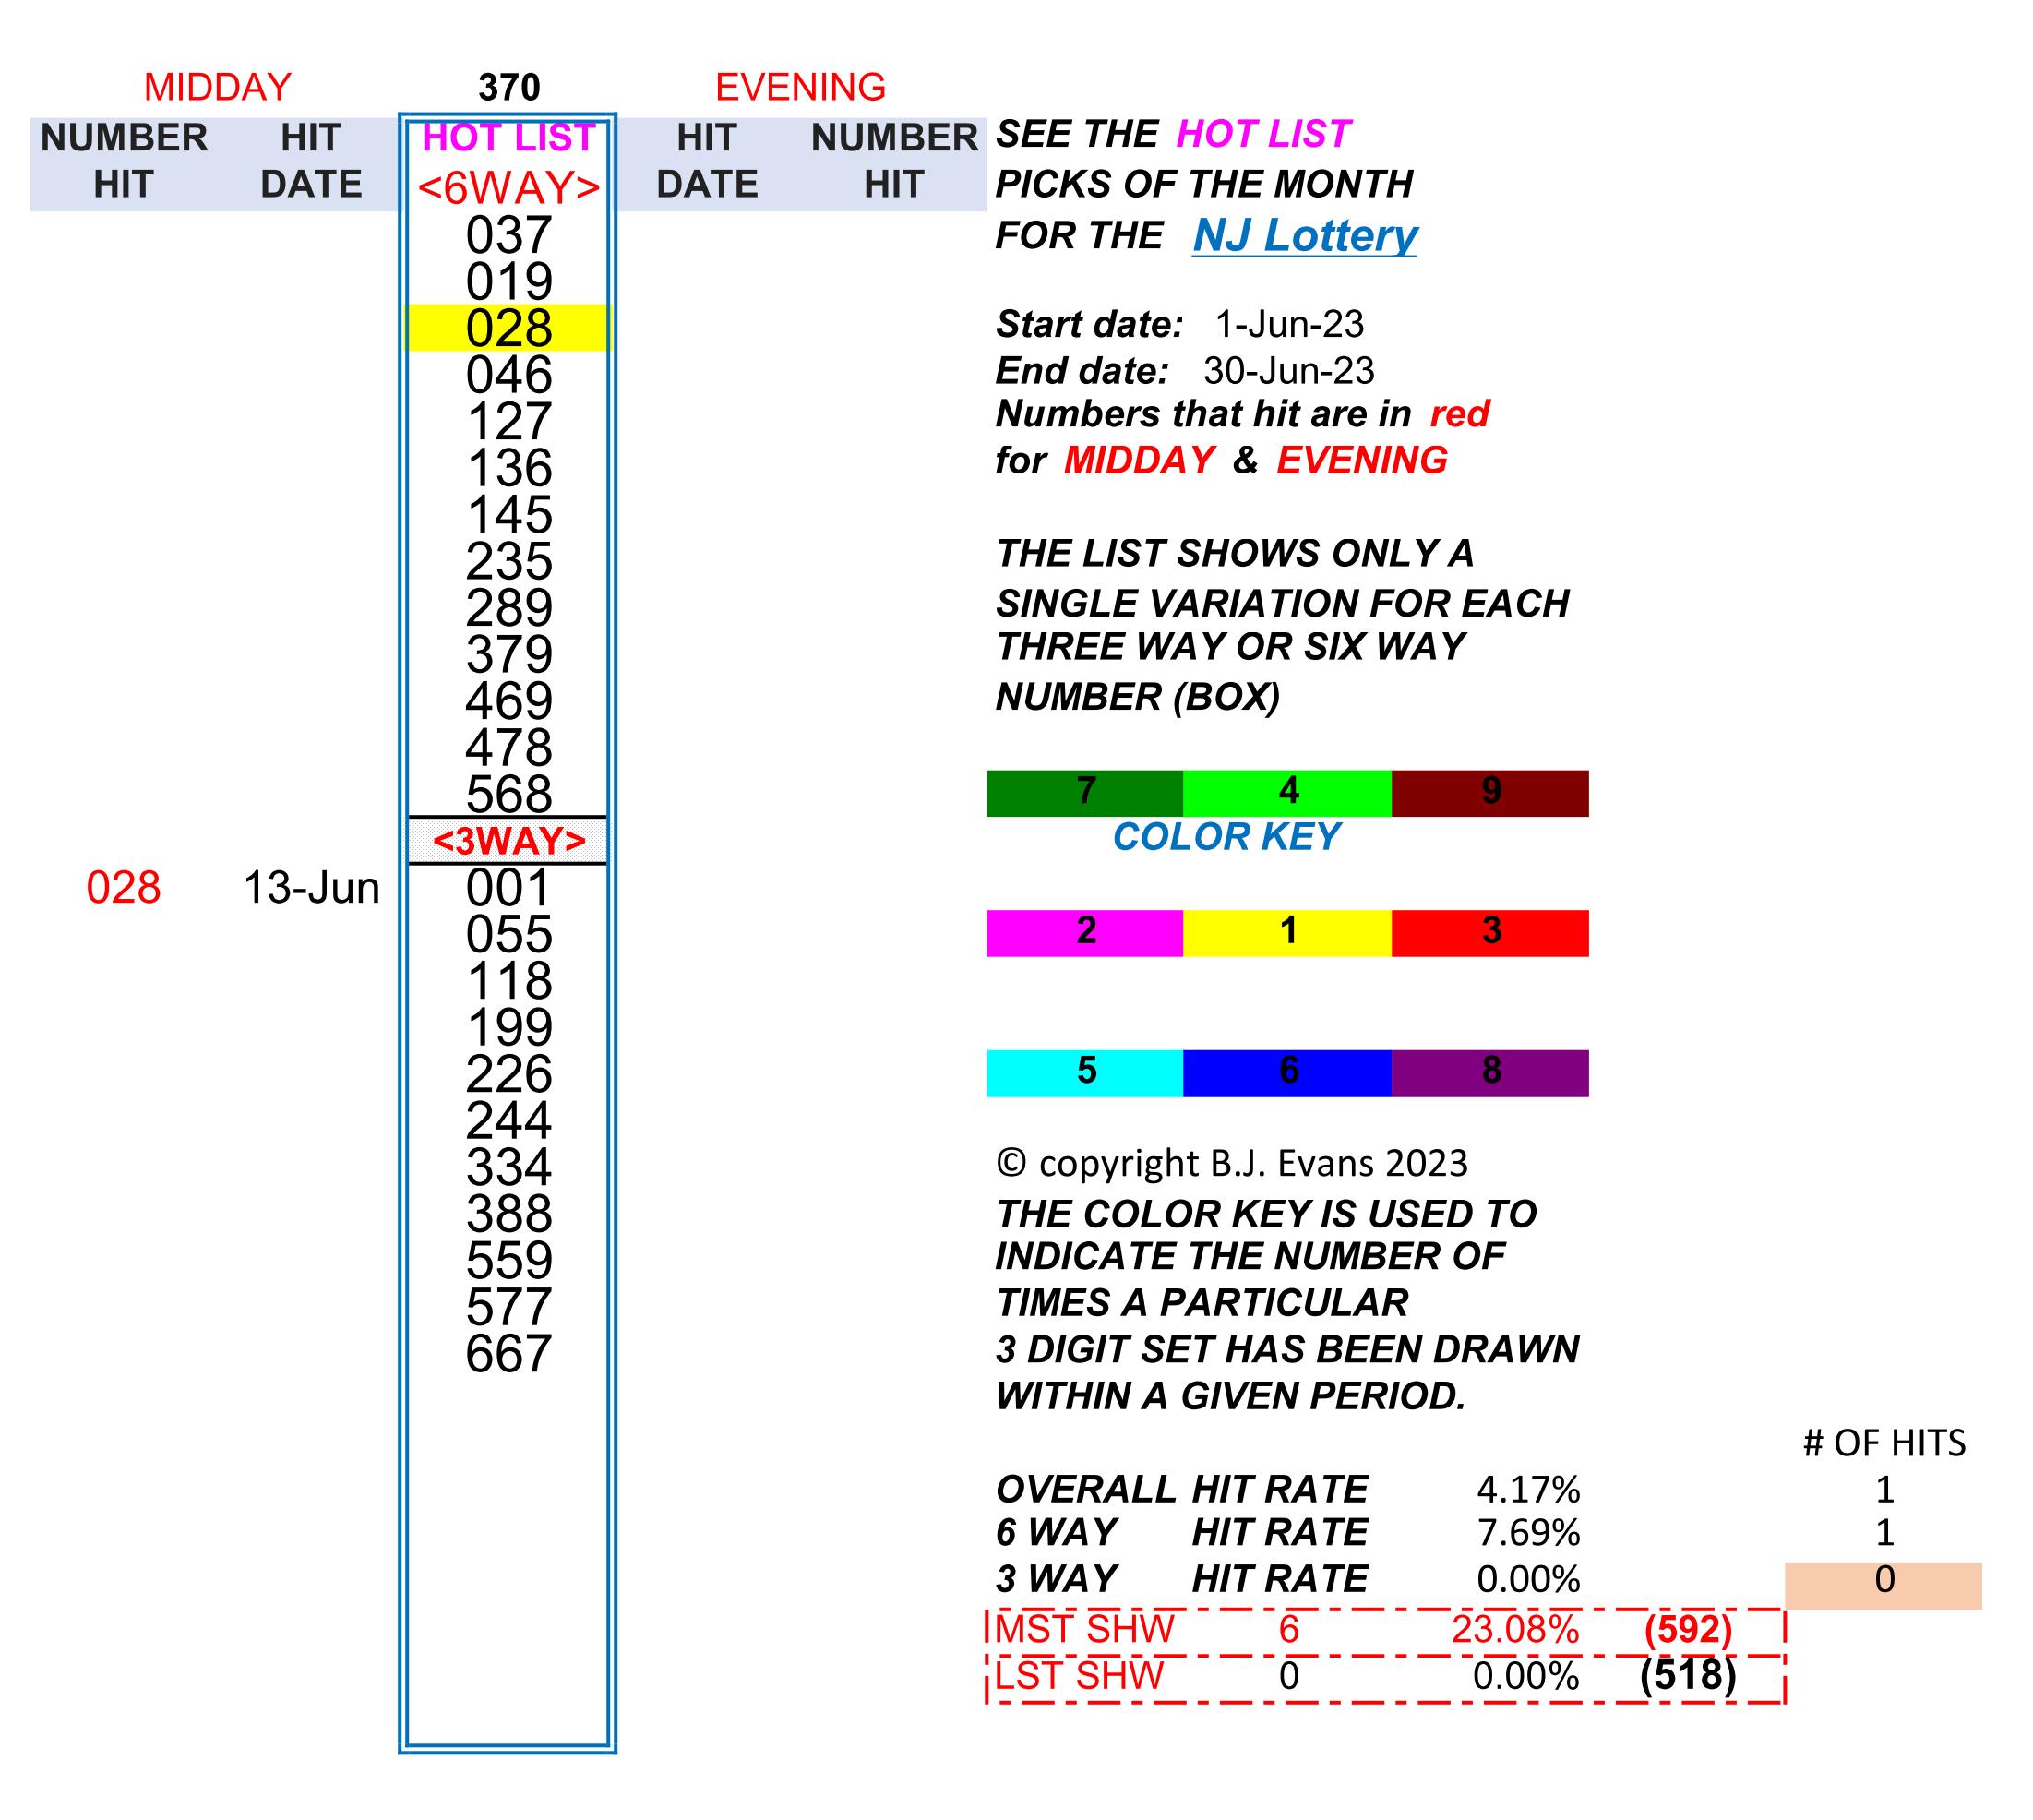 MIDDAY 370 EVENING
NUMBER HIT HOT LIST HIT NUMBER
HIT DATE <6WAY> DATE HIT
037
019
028
046
127
136
145
235
289
379
469
478
568
<3WAY>
028 13-Jun 001
055
118
199
226
244
334
388
559
577
667
SEE THE HOT LIST
PICKS OF THE MONTH
FOR THE NJ Lottery
Start date: 1-Jun-23
End date: 30-Jun-23
Numbers that hit are in red
for MIDDAY & EVENING
THE LIST SHOWS ONLY A
SINGLE VARIATION FOR EACH
THREE WAY OR SIX WAY
NUMBER (BOX)
7 4 9
COLOR KEY
2 1 3
5 6 8
© copyright B.J. Evans 2023
THE COLOR KEY IS USED TO
INDICATE THE NUMBER OF
TIMES A PARTICULAR
3 DIGIT SET HAS BEEN DRAWN
WITHIN A GIVEN PERIOD.
# OF HITS
OVERALL HIT RATE 4.17% 1
6 WAY HIT RATE 7.69% 1
3 WAY HIT RATE 0.00% 0
MST SHW 6 23.08% (592)
LST SHW 0 0.00% (518)